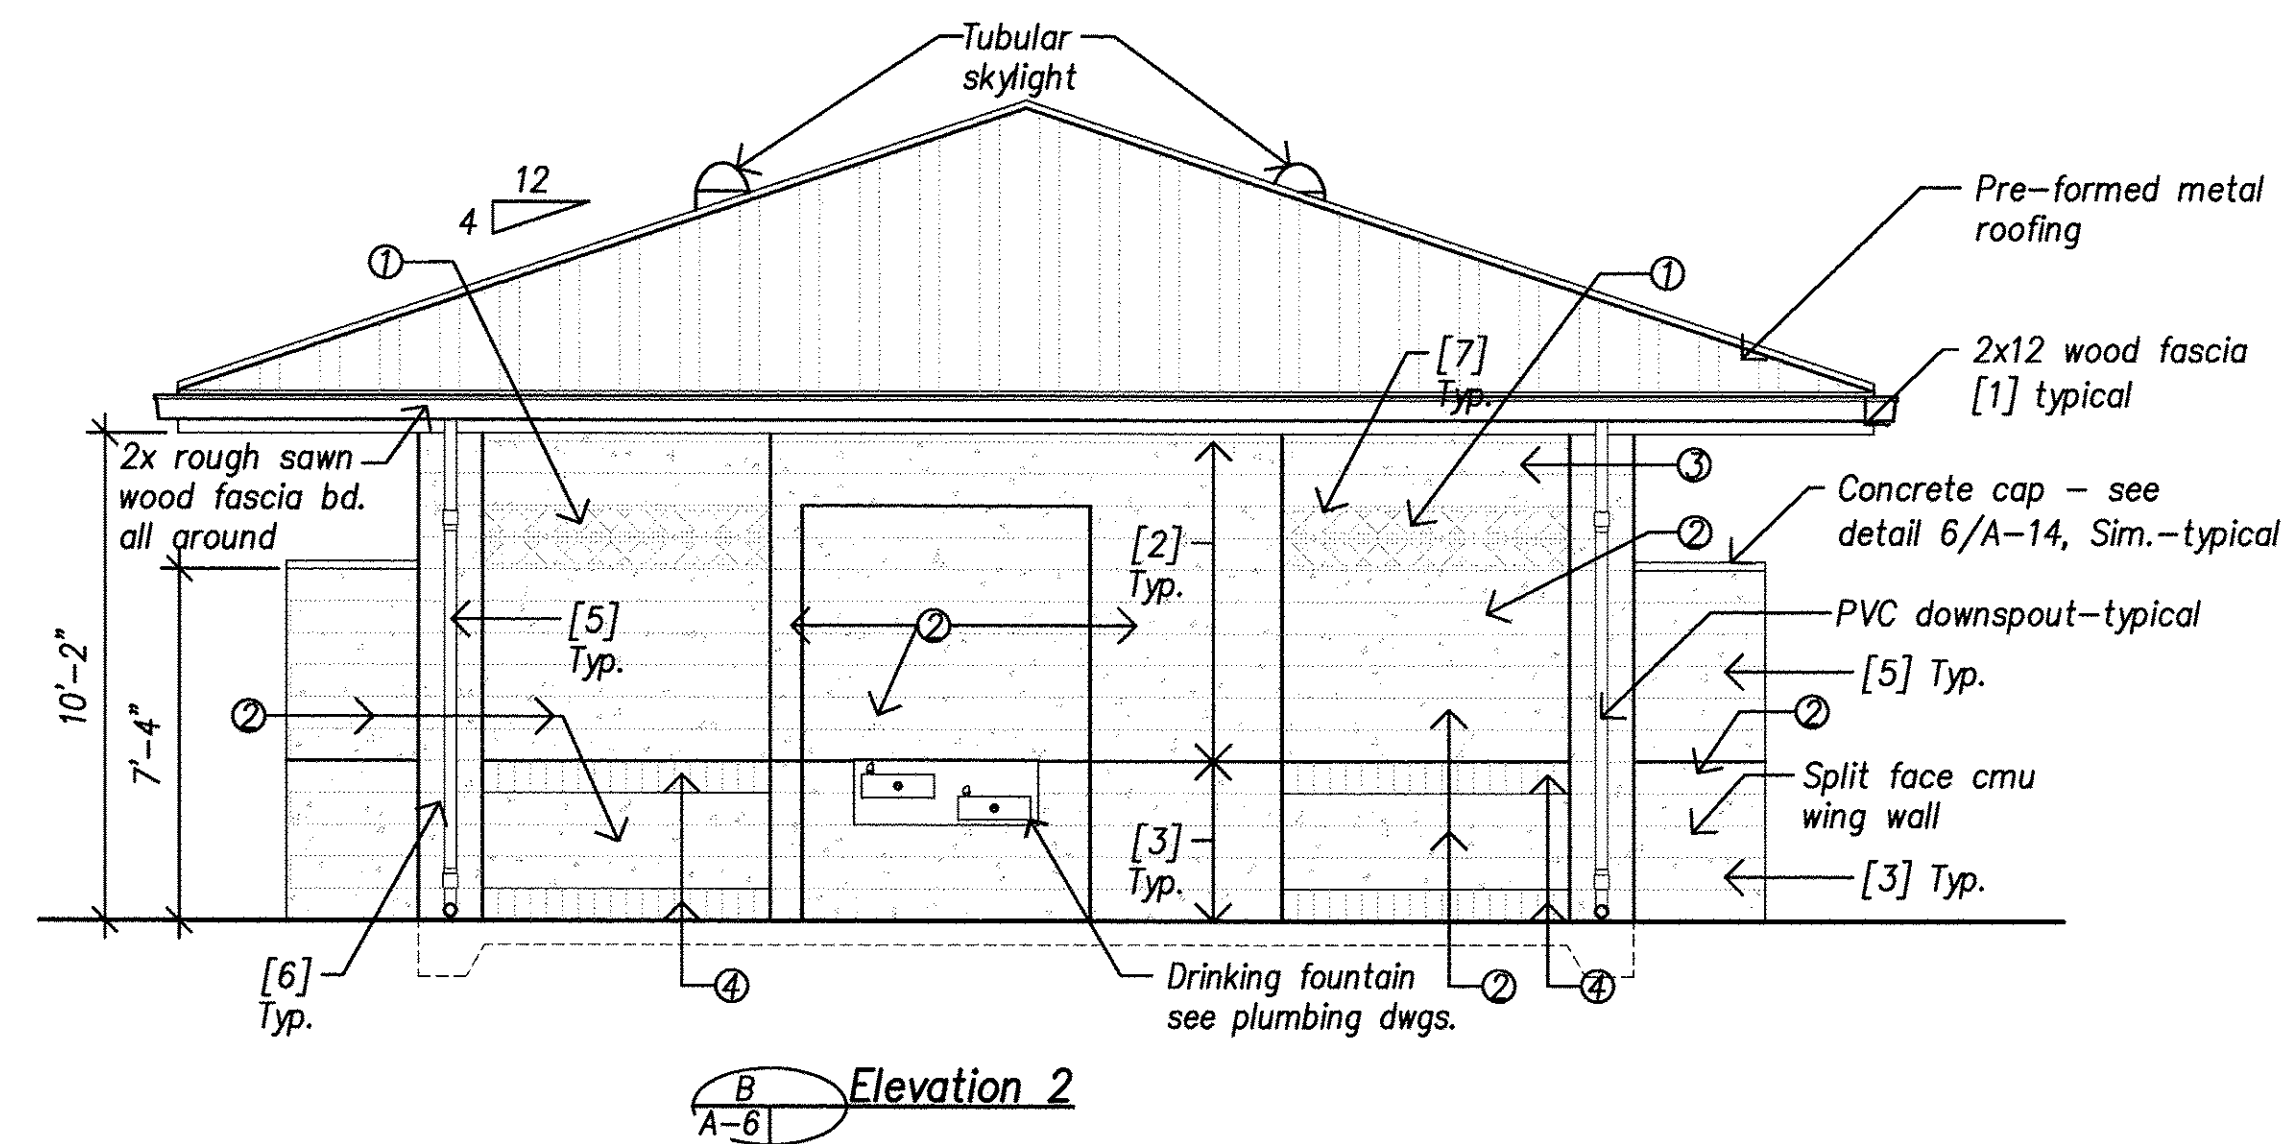 Tubular
skylight
12
4
1
1
Pre-formed metal
roofing
[7]
Typ.
2x12 wood fascia
[1] typical
2x rough sawn
wood fascia bd.
all around
3
Concrete cap - see
detail 6/A-14, Sim.-typical
2
[2]
Typ.
[5]
Typ.
2
PVC downspout-typical
[5] Typ.
10'-2"
7'-4"
2
2
Split face cmu
wing wall
[3]
Typ.
[3] Typ.
[6]
Typ.
4
Drinking fountain
see plumbing dwgs.
2
4
B
A-6
Elevation 2